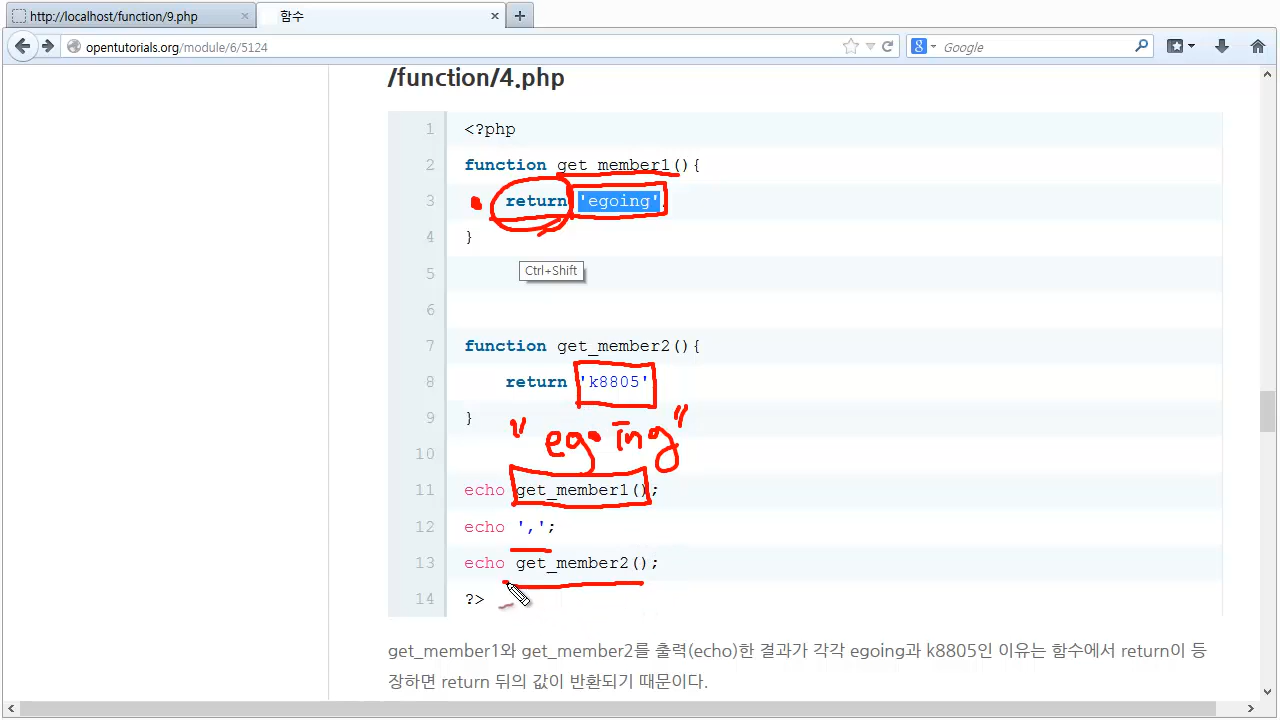 http://localhost/function/9.php
함수
opentutorials.org/module/6/5124
Google
/function/4.php
1 <?php
2 function get_member1(){
3 return 'egoing'
4 }
Ctrl+Shift
5
6
7 function get_member2(){
8 return 'k8805'
9 }
"egoing"
10
11 echo get_member1();
12 echo ',';
13 echo get_member2();
14 ?>
get_member1와 get_member2를 출력(echo)한 결과가 각각 egoing과 k8805인 이유는 함수에서 return이 등
장하면 return 뒤의 값이 반환되기 때문이다.